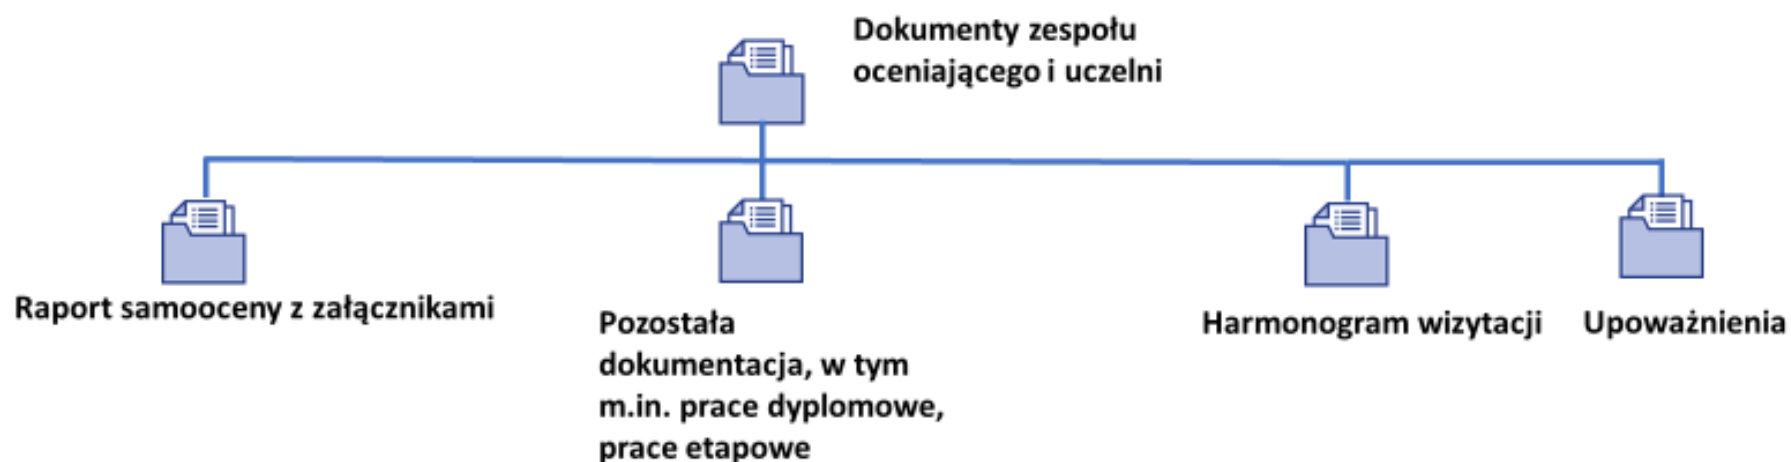 Dokumenty zespołu
oceniającego i uczelni
Raport samooceny z załącznikami
Pozostała
dokumentacja, w tym
m.in. prace dyplomowe,
prace etapowe
Harmonogram wizytacji
Upoważnienia